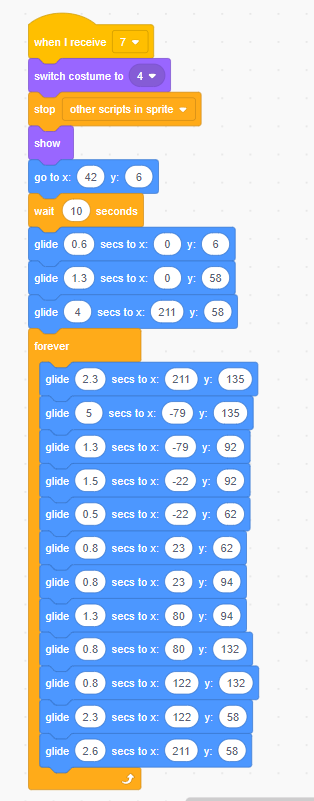 when I receive 7
switch costume to 4
stop other scripts in sprite
show
go to x: 42 y: 6
wait 10 seconds
glide 0.6 secs to x: 0 y: 6
glide 1.3 secs to x: 0 y: 58
glide 4 secs to x: 211 y: 58
forever
glide 2.3 secs to x: 211 y: 135
glide 5 secs to x: -79 y: 135
glide 1.3 secs to x: -79 y: 92
glide 1.5 secs to x: -22 y: 92
glide 0.5 secs to x: -22 y: 62
glide 0.8 secs to x: 23 y: 62
glide 0.8 secs to x: 23 y: 94
glide 1.3 secs to x: 80 y: 94
glide 0.8 secs to x: 80 y: 132
glide 0.8 secs to x: 122 y: 132
glide 2.3 secs to x: 122 y: 58
glide 2.6 secs to x: 211 y: 58